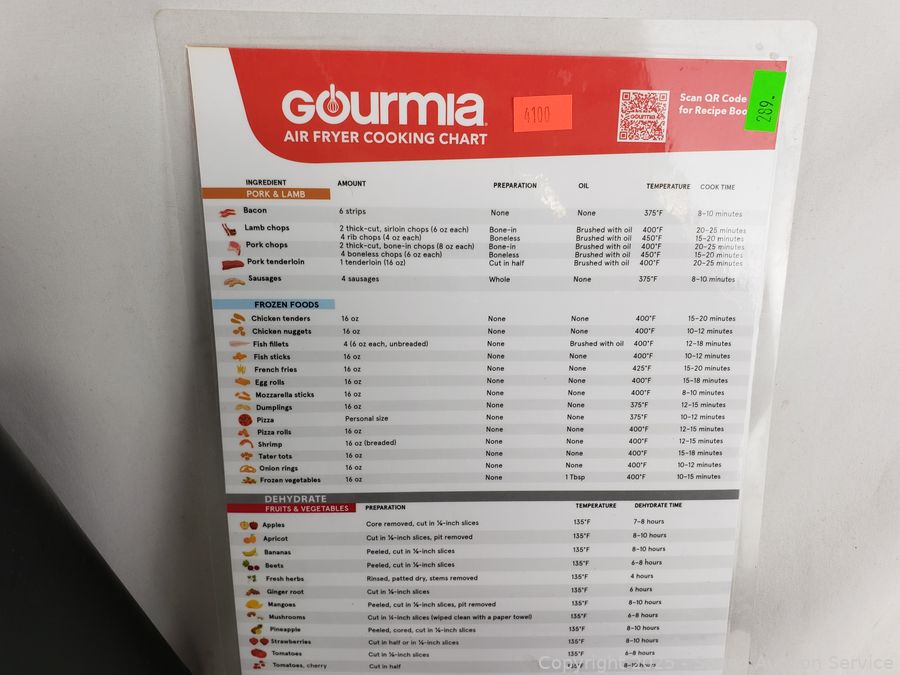 GOurmia
AIR FRYER COOKING CHART
4100
Gourmia
Scan QR Code
for Recipe Boo
289.
INGREDIENT AMOUNT PREPARATION OIL TEMPERATURE COOK TIME
PORK & LAMB
Bacon 6 strips None None 375°F 8–10 minutes
Lamb chops 2 thick-cut, sirloin chops (6 oz each) Bone-in Brushed with oil 400°F 20–25 minutes
4 rib chops (4 oz each) Boneless Brushed with oil 450°F 15–20 minutes
Pork chops 2 thick-cut, bone-in chops (8 oz each) Bone-in Brushed with oil 400°F 20–25 minutes
4 boneless chops (6 oz each) Boneless Brushed with oil 450°F 15–20 minutes
Pork tenderloin 1 tenderloin (16 oz) Cut in half Brushed with oil 400°F 20–25 minutes
Sausages 4 sausages Whole None 375°F 8–10 minutes
FROZEN FOODS
Chicken tenders 16 oz None None 400°F 15–20 minutes
Chicken nuggets 16 oz None None 400°F 10–12 minutes
Fish fillets 4 (6 oz each, unbreaded) None Brushed with oil 400°F 12–18 minutes
Fish sticks 16 oz None None 400°F 10–12 minutes
French fries 16 oz None None 425°F 15–20 minutes
Egg rolls 16 oz None None 400°F 15–18 minutes
Mozzarella sticks 16 oz None None 400°F 8–10 minutes
Dumplings 16 oz None None 375°F 12–15 minutes
Pizza Personal size None None 375°F 10–12 minutes
Pizza rolls 16 oz None None 400°F 12–15 minutes
Shrimp 16 oz (breaded) None None 400°F 12–15 minutes
Tater tots 16 oz None None 400°F 15–18 minutes
Onion rings 16 oz None None 400°F 10–12 minutes
Frozen vegetables 16 oz None 1 Tbsp 400°F 10–15 minutes
DEHYDRATE
FRUITS & VEGETABLES PREPARATION TEMPERATURE DEHYDRATE TIME
Apples Core removed, cut in ⅛-inch slices 135°F 7–8 hours
Apricot Cut in ⅛-inch slices, pit removed 135°F 8–10 hours
Bananas Peeled, cut in ⅛-inch slices 135°F 8–10 hours
Beets Peeled, cut in ⅛-inch slices 135°F 6–8 hours
Fresh herbs Rinsed, patted dry, stems removed 135°F 4 hours
Ginger root Cut in ⅛-inch slices 135°F 6 hours
Mangoes Peeled, cut in ⅛-inch slices, pit removed 135°F 8–10 hours
Mushrooms Cut in ⅛-inch slices (wiped clean with a paper towel) 135°F 6–8 hours
Pineapple Peeled, cored, cut in ⅛-inch slices 135°F 8–10 hours
Strawberries Cut in half or in ⅛-inch slices 135°F 8–10 hours
Tomatoes Cut in ⅛-inch slices 135°F 6–8 hours
Tomatoes, cherry Cut in half
Copyright 2025 Auction Service